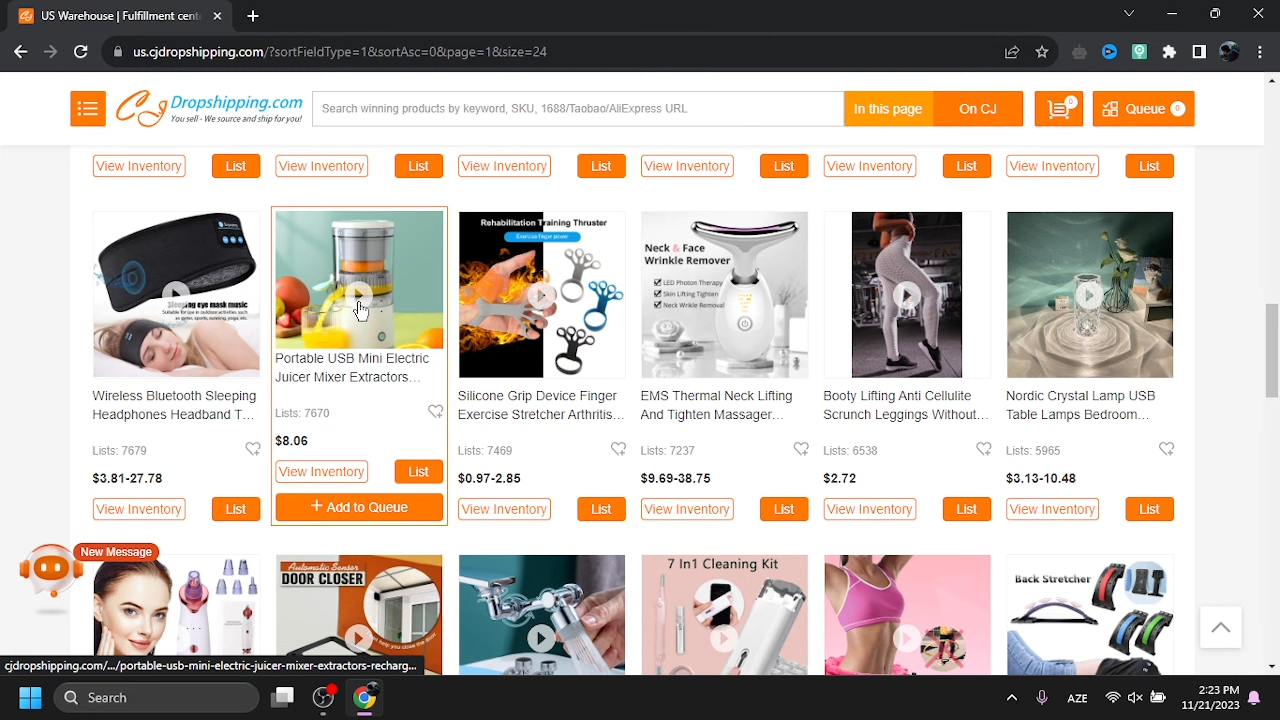 US Warehouse | Fulfillment cente
us.cjdropshipping.com/?sortFieldType=1&sortAsc=0&page=1&size=24
CJ Dropshipping.com
You sell - We source and ship for you!
Search winning products by keyword, SKU, 1688/Taobao/AliExpress URL
In this page
On CJ
0
Queue 0
View Inventory List View Inventory List View Inventory List View Inventory List View Inventory List View Inventory List
Sleeping eye mask music
Rehabilitation Training Thruster
Exercise finger power
Neck & Face
Wrinkle Remover
LED Photon Therapy
Skin Lifting Tighten
Neck Wrikle Removal
Wireless Bluetooth Sleeping
Headphones Headband T...
Lists: 7679
$3.81-27.78
View Inventory List
Portable USB Mini Electric
Juicer Mixer Extractors...
Lists: 7670
$8.06
View Inventory List
+ Add to Queue
Silicone Grip Device Finger
Exercise Stretcher Arthritis...
Lists: 7469
$0.97-2.85
View Inventory List
EMS Thermal Neck Lifting
And Tighten Massager...
Lists: 7237
$9.69-38.75
View Inventory List
Booty Lifting Anti Cellulite
Scrunch Leggings Without...
Lists: 6538
$2.72
View Inventory List
Nordic Crystal Lamp USB
Table Lamps Bedroom...
Lists: 5965
$3.13-10.48
View Inventory List
New Message
Automatic Sensor
DOOR CLOSER
7 In1 Cleaning Kit
Back Stretcher
cjdropshipping.com/.../portable-usb-mini-electric-juicer-mixer-extractors-recharg...
Search
AZE
2:23 PM
11/21/2023